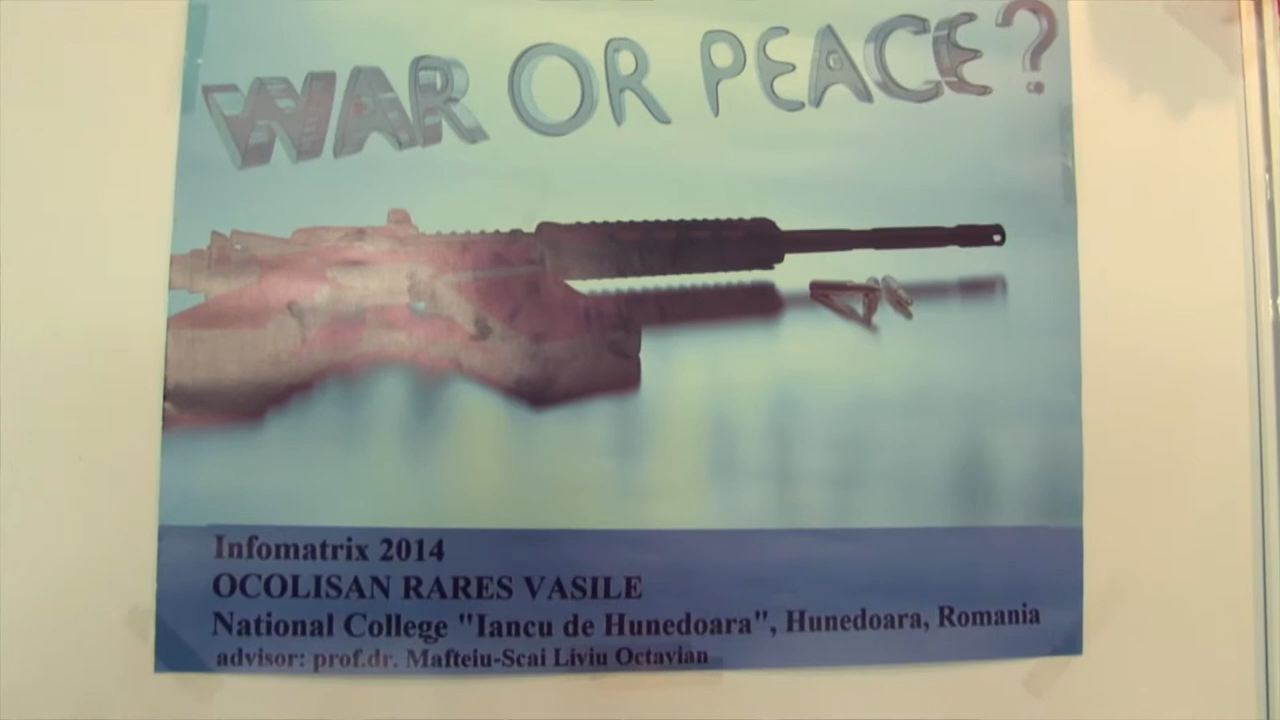 WAR OR PEACE?
Infomatrix 2014
OCOLISAN RARES VASILE
National College "Iancu de Hunedoara", Hunedoara, Romania
advisor: prof.dr. Mafteiu-Scai Liviu Octavian